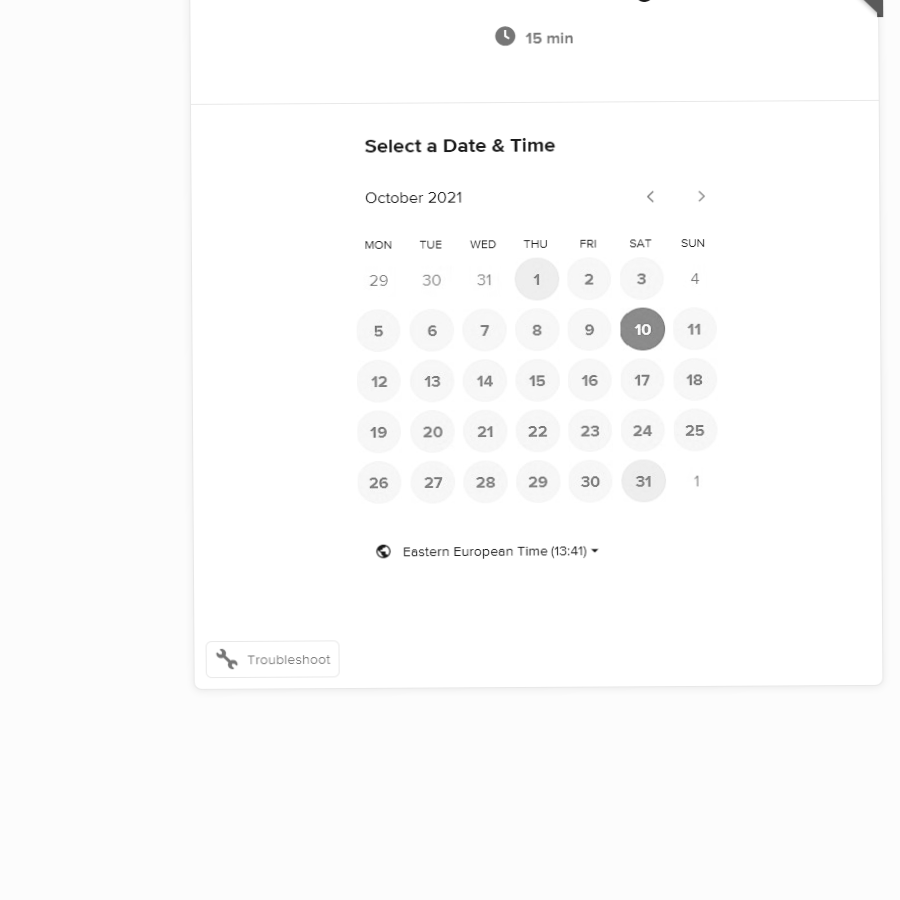 15 min
Select a Date & Time
October 2021
MON TUE WED THU FRI SAT SUN
29 30 31 1 2 3 4
5 6 7 8 9 10 11
12 13 14 15 16 17 18
19 20 21 22 23 24 25
26 27 28 29 30 31 1
Eastern European Time (13:41)
Troubleshoot